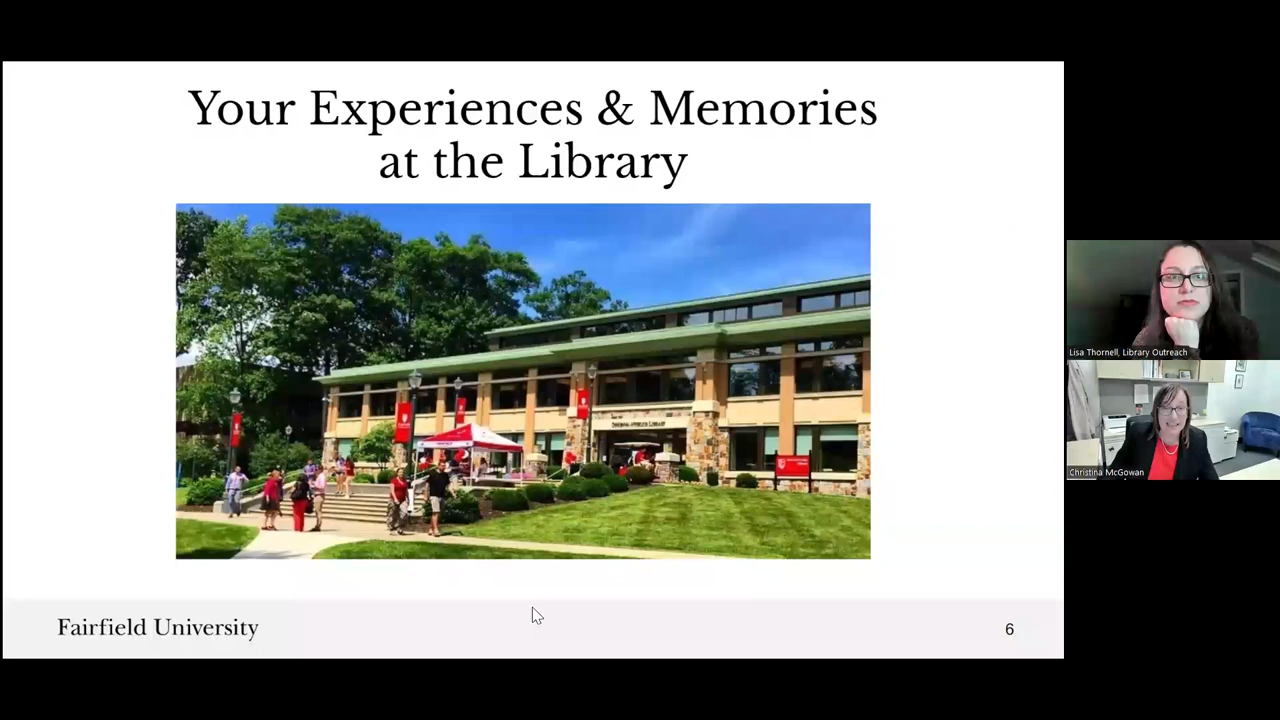 Your Experiences & Memories
at the Library
Fairfield University
6
Lisa Thornell, Library Outreach
Christina McGowan